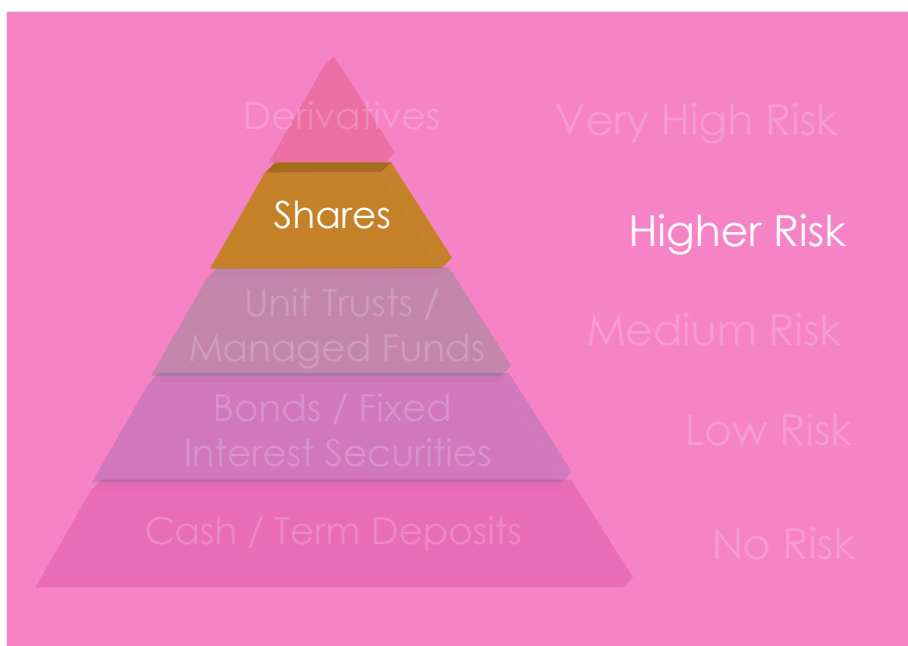 Derivatives
Very High Risk
Shares
Higher Risk
Unit Trusts /
Managed Funds
Medium Risk
Bonds / Fixed
Interest Securities
Low Risk
Cash / Term Deposits
No Risk